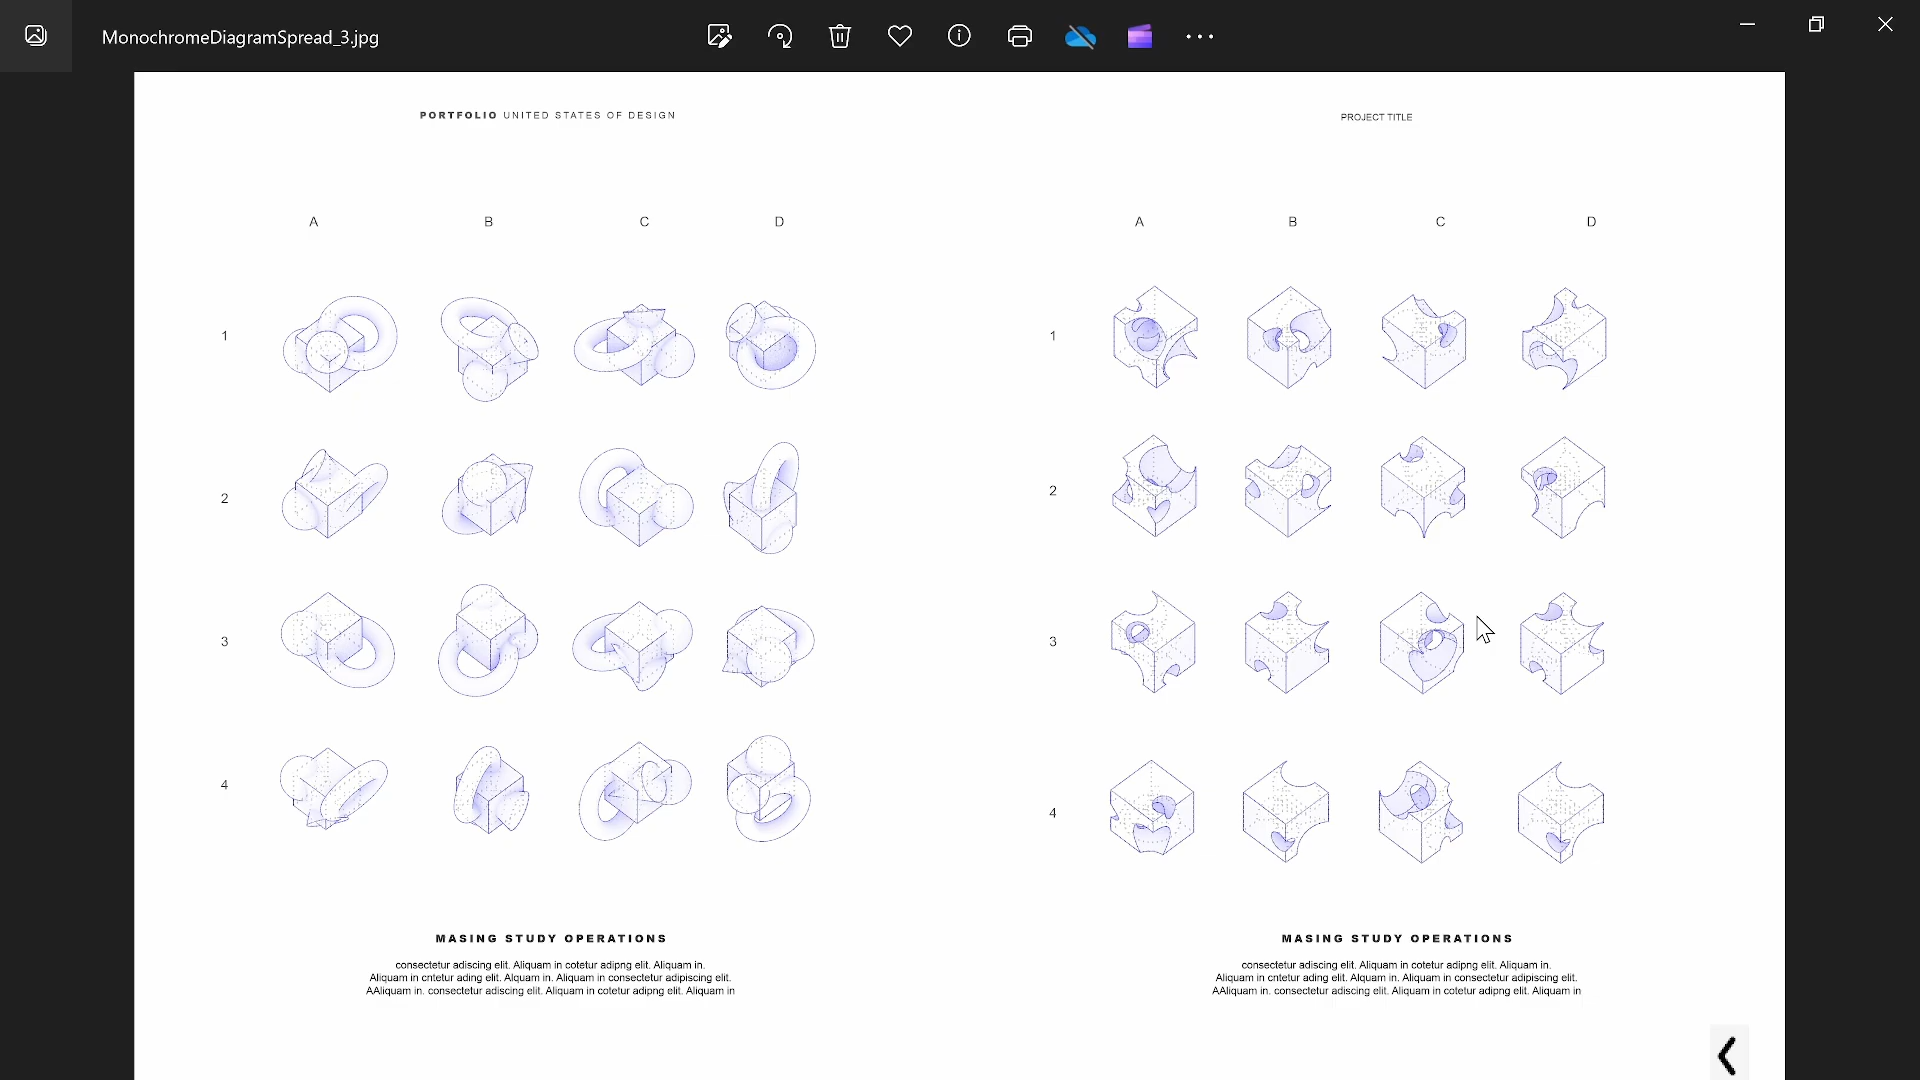 MonochromeDiagramSpread_3.jpg
PORTFOLIO UNITED STATES OF DESIGN
PROJECT TITLE
A B C D
A B C D
1
1
2
2
3
3
4
4
MASING STUDY OPERATIONS
consectetur adiscing elit. Aliquam in cotetur adipng elit. Aliquam in.
Aliquam in cntetur ading elit. Alquam in. Aliquam in consectetur adipiscing elit.
AAliquam in. consectetur adiscing elit. Aliquam in cotetur adipng elit. Aliquam in
MASING STUDY OPERATIONS
consectetur adiscing elit. Aliquam in cotetur adipng elit. Aliquam in.
Aliquam in cntetur ading elit. Alquam in. Aliquam in consectetur adipiscing elit.
AAliquam in. consectetur adiscing elit. Aliquam in cotetur adipng elit. Aliquam in